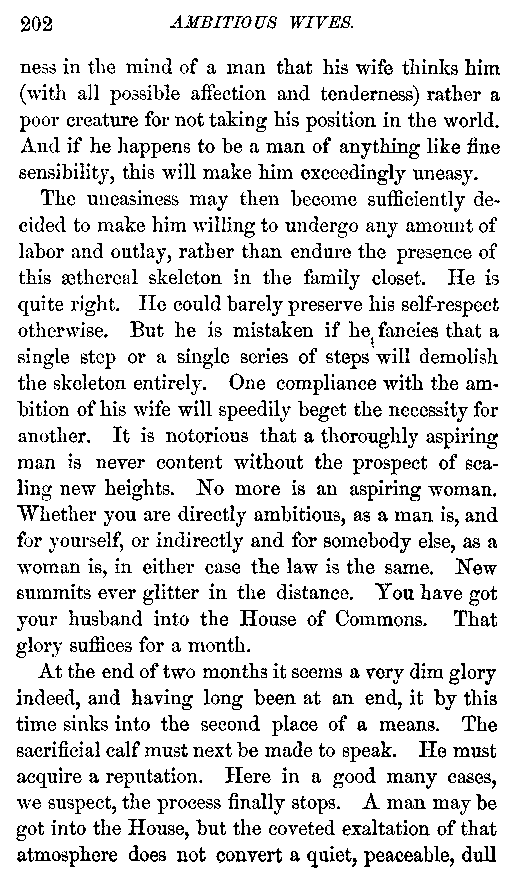 202 AMBITIOUS WIVES.
ness in the mind of a man that his wife thinks him
(with all possible affection and tenderness) rather a
poor creature for not taking his position in the world.
And if he happens to be a man of anything like fine
sensibility, this will make him exceedingly uneasy.
The uneasiness may then become sufficiently de-
cided to make him willing to undergo any amount of
labor and outlay, rather than endure the presence of
this æthereal skeleton in the family closet. He is
quite right. He could barely preserve his self-respect
otherwise. But he is mistaken if he fancies that a
single step or a single series of steps will demolish
the skeleton entirely. One compliance with the am-
bition of his wife will speedily beget the necessity for
another. It is notorious that a thoroughly aspiring
man is never content without the prospect of sca-
ling new heights. No more is an aspiring woman.
Whether you are directly ambitious, as a man is, and
for yourself, or indirectly and for somebody else, as a
woman is, in either case the law is the same. New
summits ever glitter in the distance. You have got
your husband into the House of Commons. That
glory suffices for a month.
At the end of two months it seems a very dim glory
indeed, and having long been at an end, it by this
time sinks into the second place of a means. The
sacrificial calf must next be made to speak. He must
acquire a reputation. Here in a good many cases,
we suspect, the process finally stops. A man may be
got into the House, but the coveted exaltation of that
atmosphere does not convert a quiet, peaceable, dull